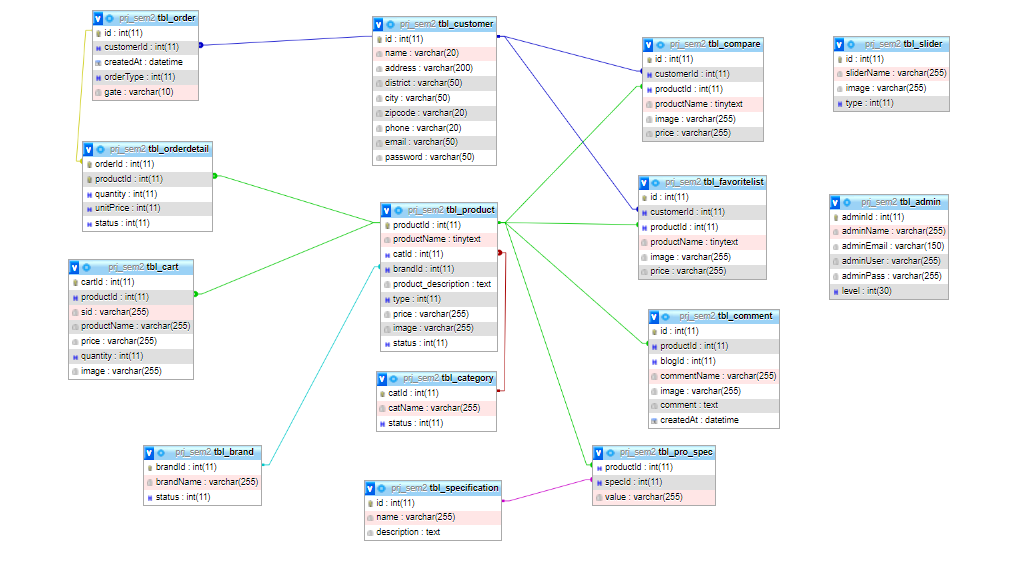 prj_sem2 tbl_order
id : int(11)
customerId : int(11)
createdAt : datetime
orderType : int(11)
gate : varchar(10)
prj_sem2 tbl_customer
id : int(11)
name : varchar(20)
address : varchar(200)
district : varchar(50)
city : varchar(50)
zipcode : varchar(20)
phone : varchar(20)
email : varchar(50)
password : varchar(50)
prj_sem2 tbl_compare
id : int(11)
customerId : int(11)
productId : int(11)
productName : tinytext
image : varchar(255)
price : varchar(255)
prj_sem2 tbl_slider
id : int(11)
sliderName : varchar(255)
image : varchar(255)
type : int(11)
prj_sem2 tbl_orderdetail
orderId : int(11)
productId : int(11)
quantity : int(11)
unitPrice : int(11)
status : int(11)
prj_sem2 tbl_product
productId : int(11)
productName : tinytext
catId : int(11)
brandId : int(11)
product_description : text
type : int(11)
price : varchar(255)
image : varchar(255)
status : int(11)
prj_sem2 tbl_favoritelist
id : int(11)
customerId : int(11)
productId : int(11)
productName : tinytext
image : varchar(255)
price : varchar(255)
prj_sem2 tbl_admin
adminId : int(11)
adminName : varchar(255)
adminEmail : varchar(150)
adminUser : varchar(255)
adminPass : varchar(255)
level : int(30)
prj_sem2 tbl_cart
cartId : int(11)
productId : int(11)
sid : varchar(255)
productName : varchar(255)
price : varchar(255)
quantity : int(11)
image : varchar(255)
prj_sem2 tbl_category
catId : int(11)
catName : varchar(255)
status : int(11)
prj_sem2 tbl_comment
id : int(11)
productId : int(11)
blogId : int(11)
commentName : varchar(255)
image : varchar(255)
comment : text
createdAt : datetime
prj_sem2 tbl_brand
brandId : int(11)
brandName : varchar(255)
status : int(11)
prj_sem2 tbl_specification
id : int(11)
name : varchar(255)
description : text
prj_sem2 tbl_pro_spec
productId : int(11)
specId : int(11)
value : varchar(255)